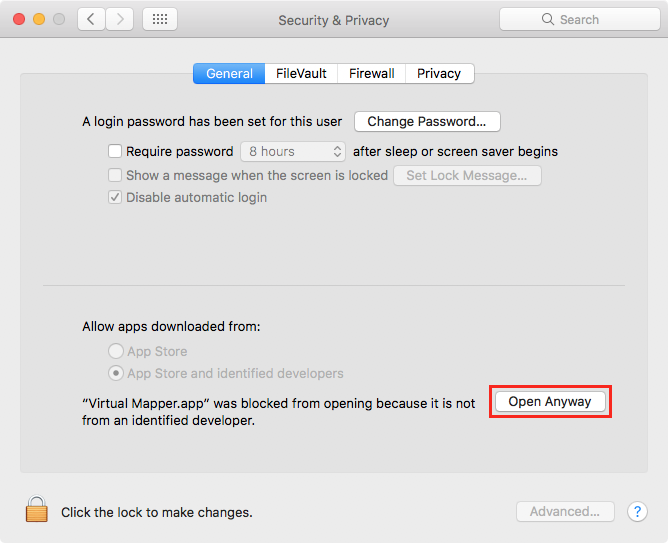 Security & Privacy
Search
General FileVault Firewall Privacy
A login password has been set for this user Change Password...
Require password 8 hours after sleep or screen saver begins
Show a message when the screen is locked Set Lock Message...
Disable automatic login
Allow apps downloaded from:
App Store
App Store and identified developers
“Virtual Mapper.app” was blocked from opening because it is not
from an identified developer.
Open Anyway
Click the lock to make changes.
Advanced...
?